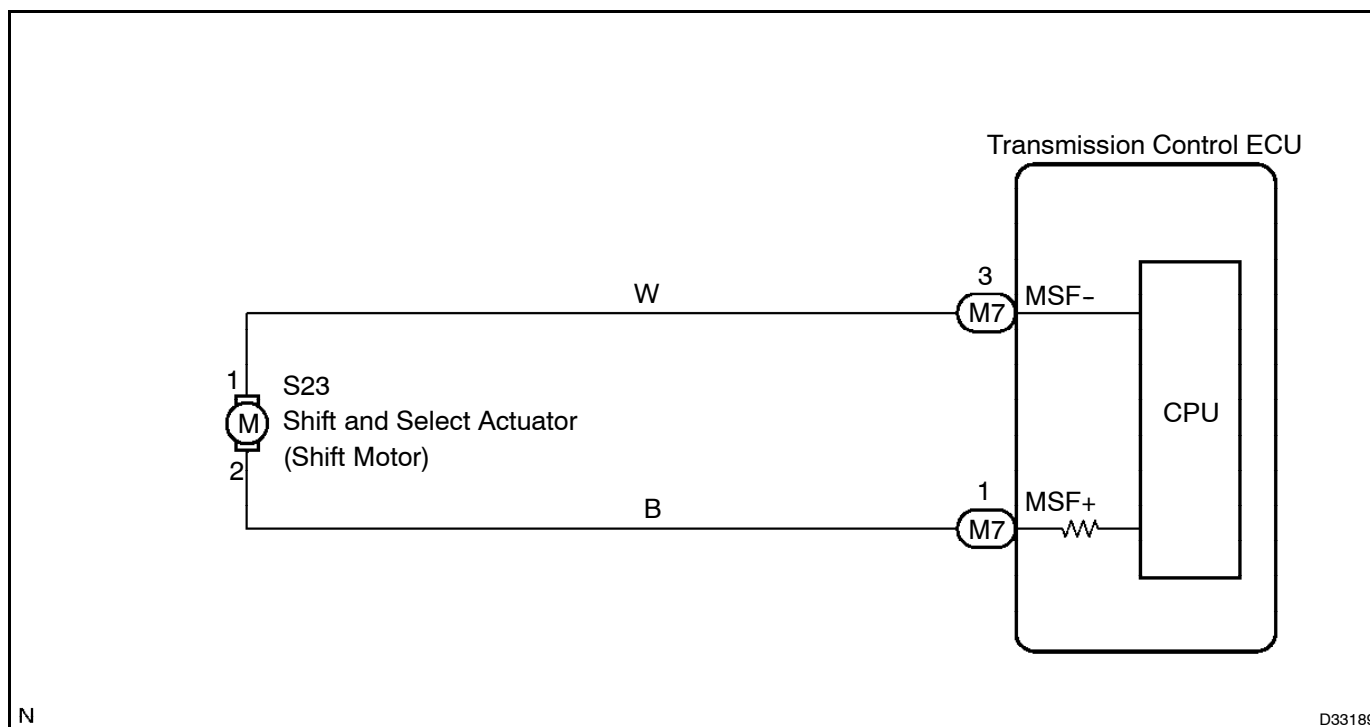 Transmission Control ECU
3
W
M7
MSF-
1
S23
M
Shift and Select Actuator
CPU
(Shift Motor)
2
1
B
M7
MSF+
N
D33189